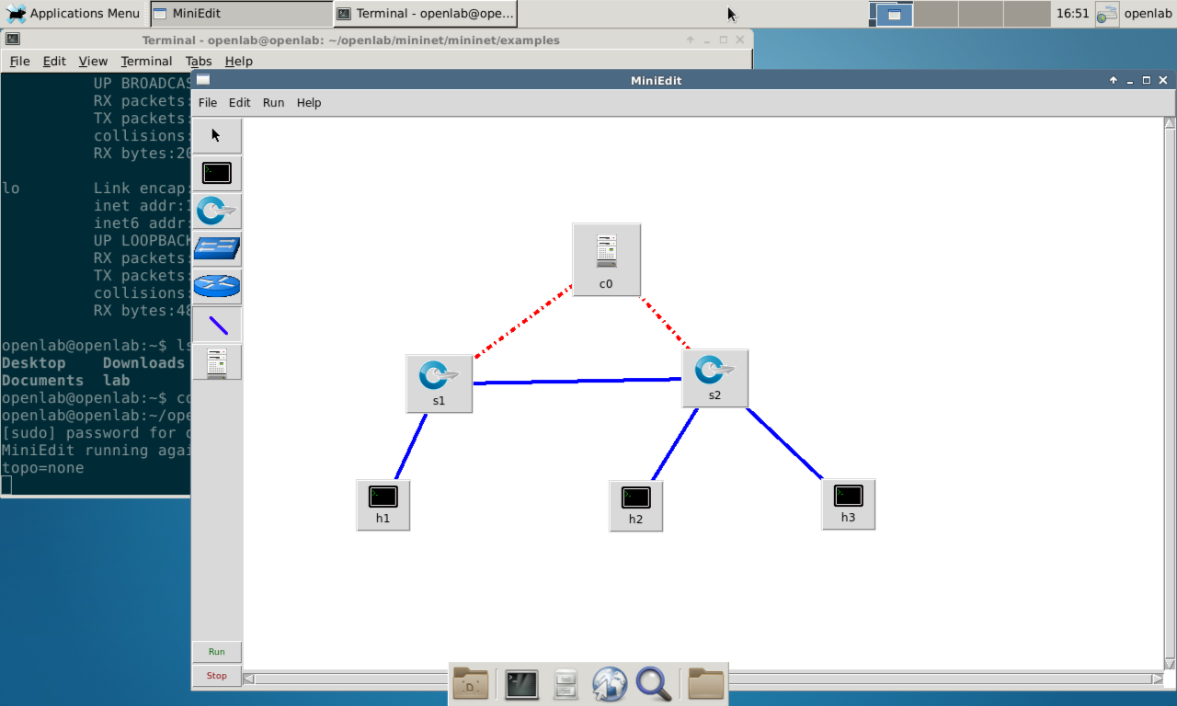 Applications Menu
MiniEdit
Terminal - openlab@ope...
16:51
openlab
Terminal - openlab@openlab: ~/openlab/mininet/mininet/examples
File Edit View Terminal Tabs Help
UP BROADCAS
RX packets:
TX packets:
collisions:
RX bytes:20
lo Link encap:
inet addr:1
inet6 addr:
UP LOOPBACK
RX packets:
TX packets:
collisions:
RX bytes:48
openlab@openlab:~$ ls
Desktop Downloads
Documents lab
openlab@openlab:~$ cd
openlab@openlab:~/ope
[sudo] password for o
MiniEdit running agai
topo=none
MiniEdit
File Edit Run Help
c0
s1
s2
h1
h2
h3
Run
Stop